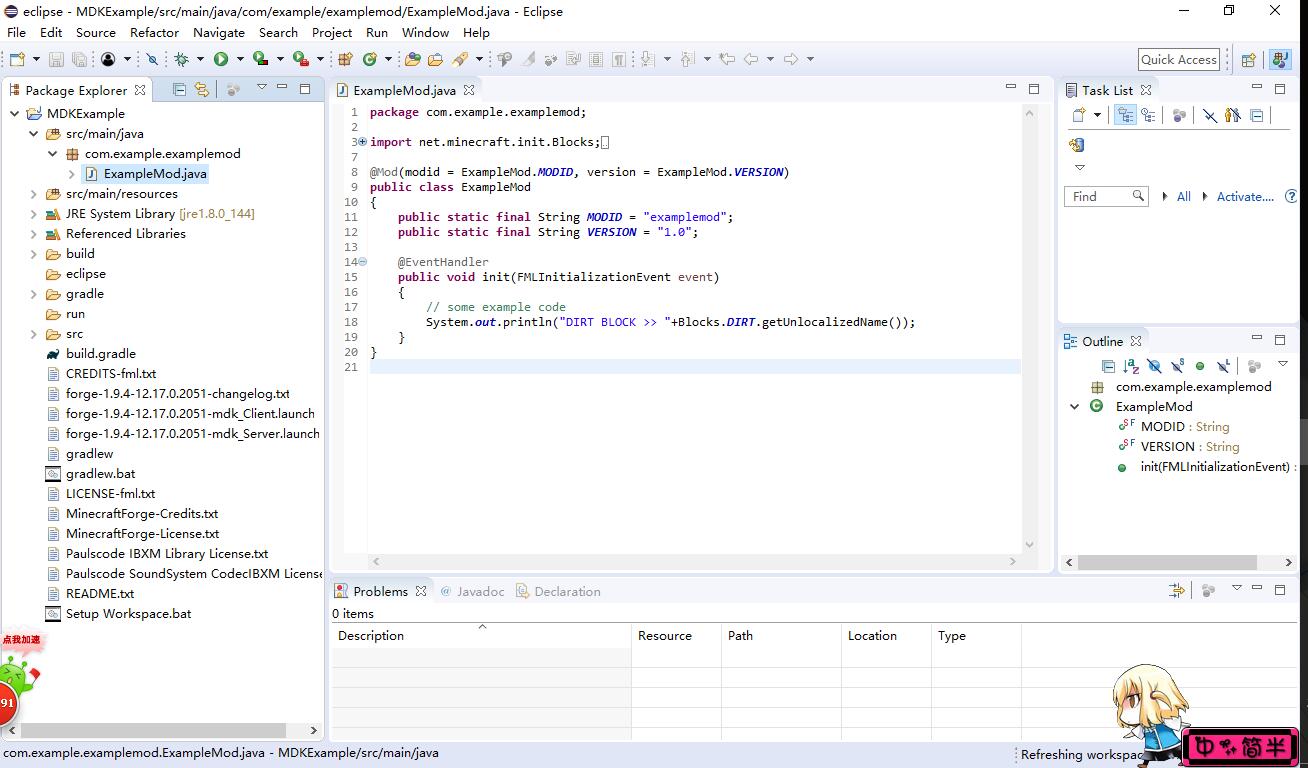 eclipse - MDKExample/src/main/java/com/example/examplemod/ExampleMod.java - Eclipse
File Edit Source Refactor Navigate Search Project Run Window Help
Quick Access
Package Explorer
MDKExample
src/main/java
com.example.examplemod
ExampleMod.java
src/main/resources
JRE System Library [jre1.8.0_144]
Referenced Libraries
build
eclipse
gradle
run
src
build.gradle
CREDITS-fml.txt
forge-1.9.4-12.17.0.2051-changelog.txt
forge-1.9.4-12.17.0.2051-mdk_Client.launch
forge-1.9.4-12.17.0.2051-mdk_Server.launch
gradlew
gradlew.bat
LICENSE-fml.txt
MinecraftForge-Credits.txt
MinecraftForge-License.txt
Paulscode IBXM Library License.txt
Paulscode SoundSystem CodecIBXM License
README.txt
Setup Workspace.bat
点我加速
91
ExampleMod.java
1 package com.example.examplemod;
2
3 import net.minecraft.init.Blocks;
7
8 @Mod(modid = ExampleMod.MODID, version = ExampleMod.VERSION)
9 public class ExampleMod
10 {
11 public static final String MODID = "examplemod";
12 public static final String VERSION = "1.0";
13
14 @EventHandler
15 public void init(FMLInitializationEvent event)
16 {
17 // some example code
18 System.out.println("DIRT BLOCK >> "+Blocks.DIRT.getUnlocalizedName());
19 }
20 }
21
Task List
Find All Activate....
Outline
com.example.examplemod
ExampleMod
MODID : String
VERSION : String
init(FMLInitializationEvent) :
Problems Javadoc Declaration
0 items
Description Resource Path Location Type
com.example.examplemod.ExampleMod.java - MDKExample/src/main/java
Refreshing workspac
中 简半